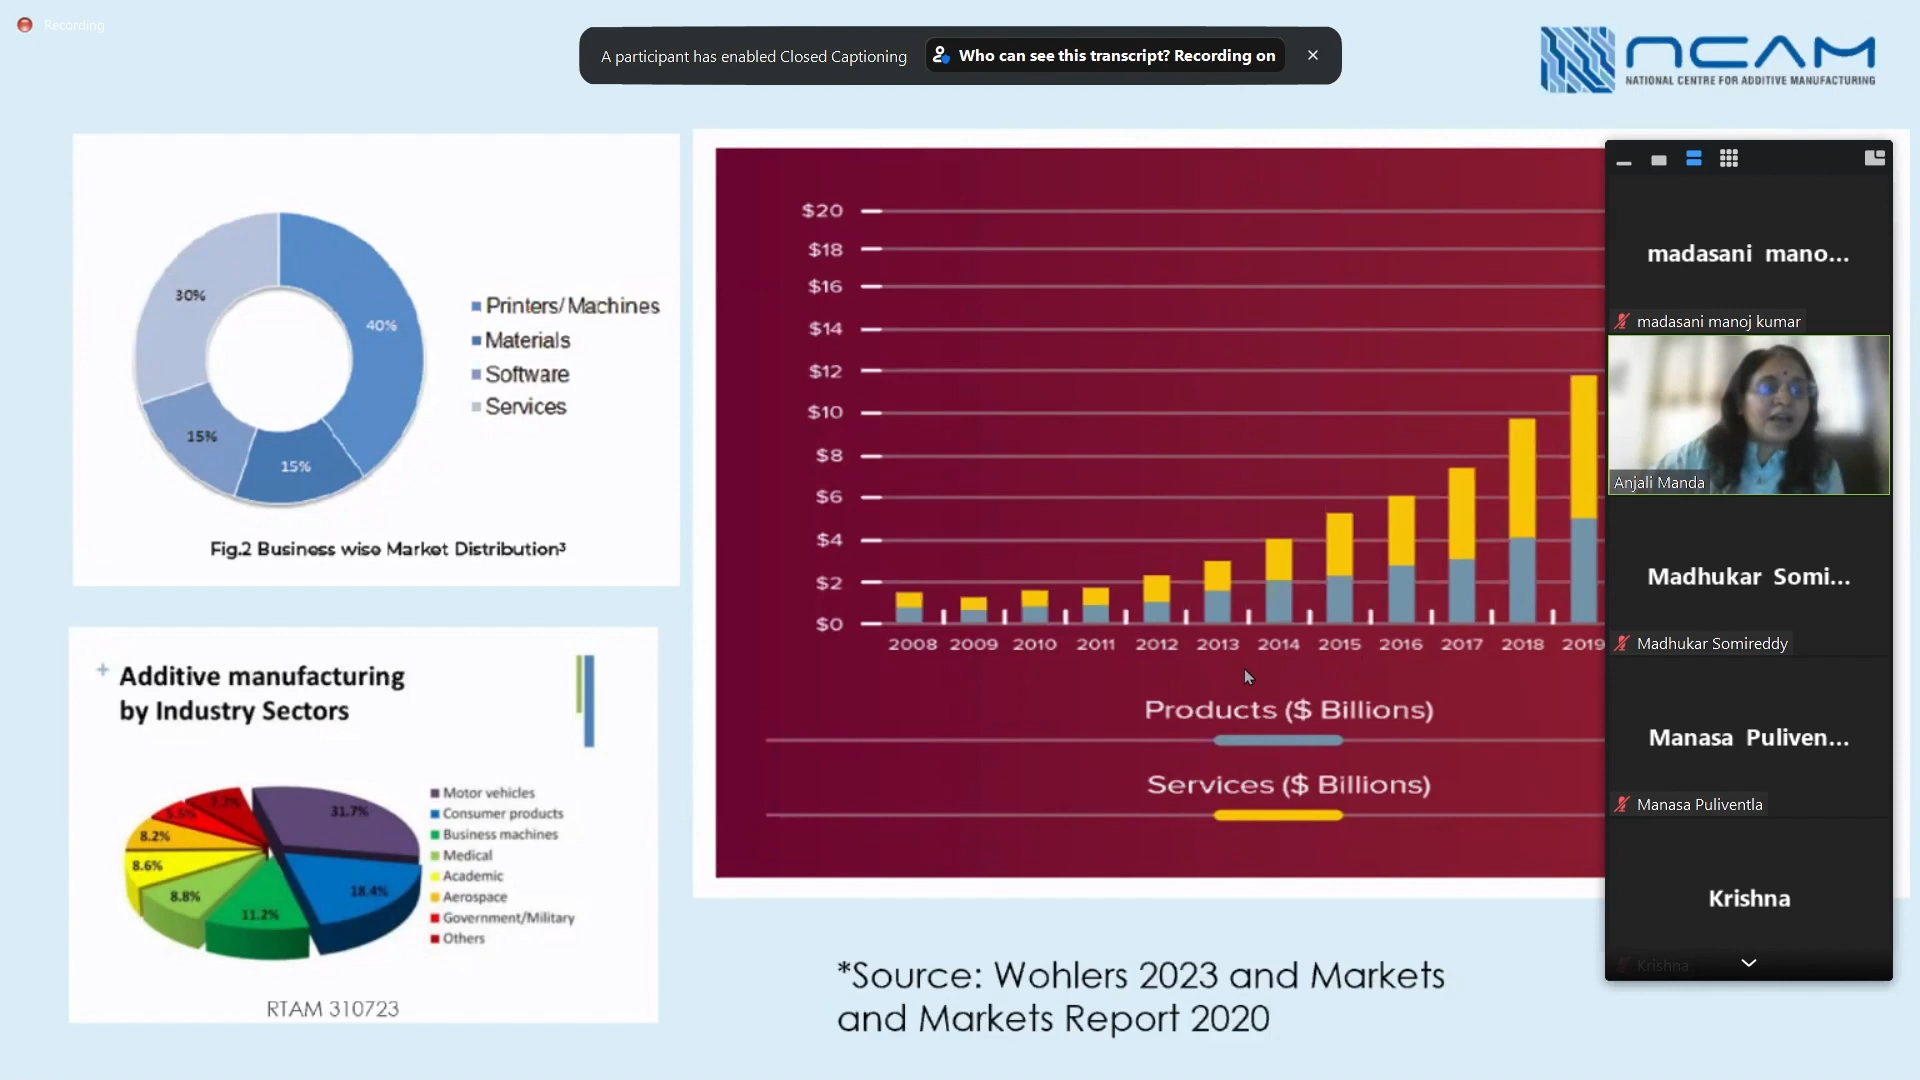 Recording
A participant has enabled Closed Captioning
Who can see this transcript? Recording on
NCAM
NATIONAL CENTRE FOR ADDITIVE MANUFACTURING
30%
40%
15%
15%
Printers/Machines
Materials
Software
Services
Fig.2 Business wise Market Distribution³
+ Additive manufacturing
by Industry Sectors
31.7%
18.4%
11.2%
8.8%
8.6%
8.2%
5.5%
7.7%
Motor vehicles
Consumer products
Business machines
Medical
Academic
Aerospace
Government/Military
Others
RTAM 310723
$20
$18
$16
$14
$12
$10
$8
$6
$4
$2
$0
2008 2009 2010 2011 2012 2013 2014 2015 2016 2017 2018 2019
Products ($ Billions)
Services ($ Billions)
*Source: Wohlers 2023 and Markets
and Markets Report 2020
madasani mano...
madasani manoj kumar
Anjali Manda
Madhukar Somi...
Madhukar Somireddy
Manasa Puliven...
Manasa Puliventla
Krishna
Krishna